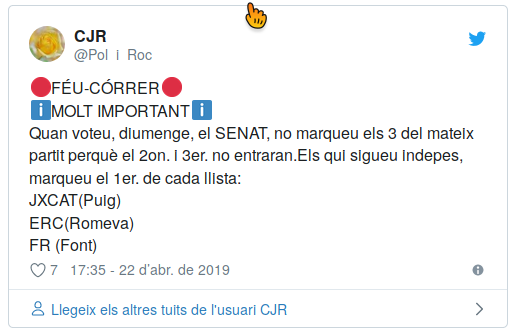 CJR
@Pol_i_Roc
🔴FÉU-CÓRRER🔴
ℹMOLT IMPORTANTℹ
Quan voteu, diumenge, el SENAT, no marqueu els 3 del mateix
partit perquè el 2on. i 3er. no entraran.Els qui sigueu indepes,
marqueu el 1er. de cada llista:
JXCAT(Puig)
ERC(Romeva)
FR (Font)
7 17:35 - 22 d'abr. de 2019
Llegeix els altres tuits de l'usuari CJR